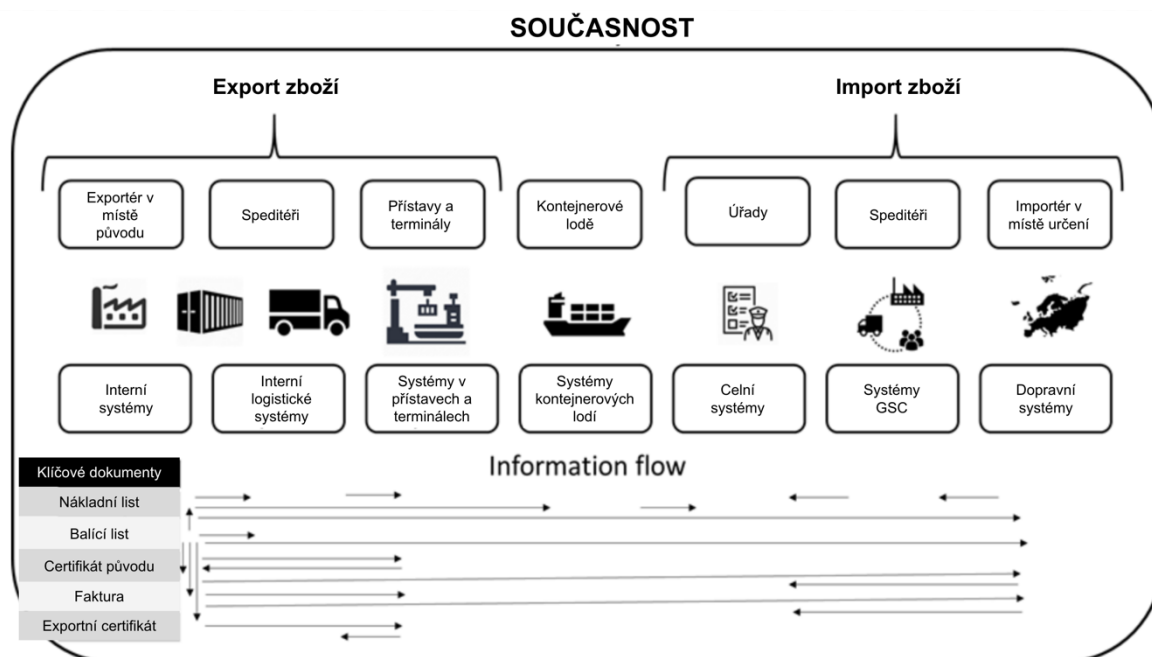 SOUČASNOST
Export zboží
Import zboží
Exportér v
místě
původu
Speditéři
Přístavy a
terminály
Kontejnerové
lodě
Úřady
Speditéři
Importér v
místě určení
Interní
systémy
Interní
logistické
systémy
Systémy v
přístavech a
terminálech
Systémy
kontejnerových
lodí
Celní
systémy
Systémy
GSC
Dopravní
systémy
Information flow
Klíčové dokumenty
Nákladní list
Balící list
Certifikát původu
Faktura
Exportní certifikát